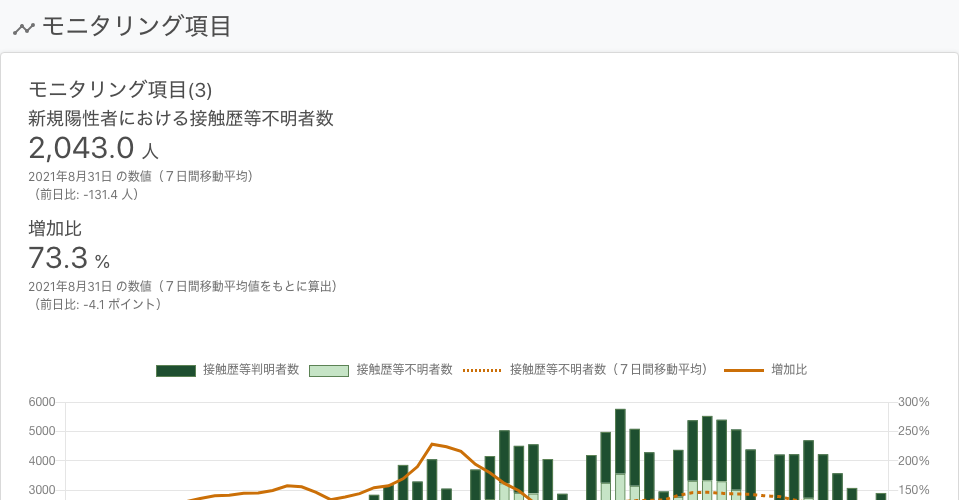 モニタリング項目
モニタリング項目(3)
新規陽性者における接触歴等不明者数
2,043.0 人
2021年8月31日 の数値（７日間移動平均）
（前日比: -131.4 人）
増加比
73.3 %
2021年8月31日 の数値（７日間移動平均値をもとに算出）
（前日比: -4.1 ポイント）
接触歴等判明者数 接触歴等不明者数 接触歴等不明者数（７日間移動平均） 増加比
6000 300%
5000 250%
4000 200%
3000 150%